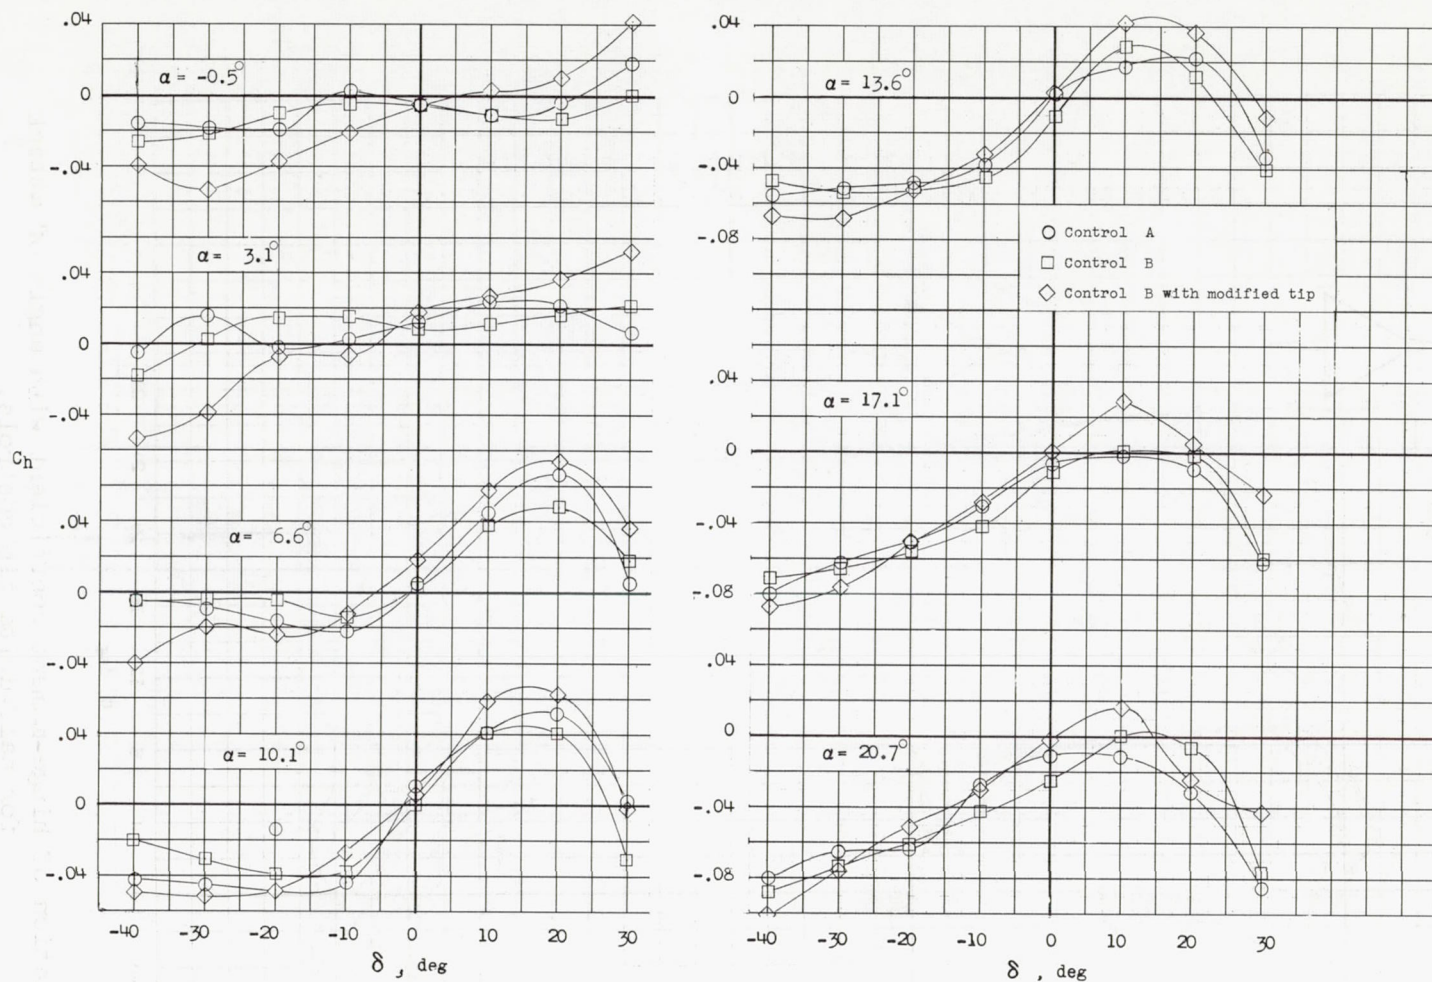 .04
α = -0.5°
0
-.04
α = 3.1°
.04
0
-.04
Ch
.04
α = 6.6°
0
-.04
.04
α = 10.1°
0
-.04
-40 -30 -20 -10 0 10 20 30
δ , deg
.04
α = 13.6°
0
-.04
-.08
Control A
Control B
Control B with modified tip
.04
α = 17.1°
0
-.04
-.08
.04
0
α = 20.7°
-.04
-.08
-40 -30 -20 -10 0 10 20 30
δ , deg